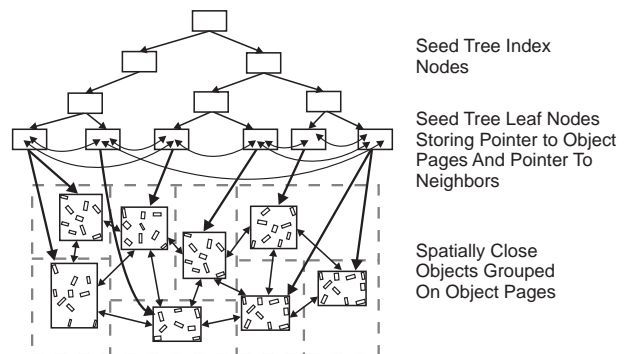 Seed Tree Index
Nodes
Seed Tree Leaf Nodes
Storing Pointer to Object
Pages And Pointer To
Neighbors
Spatially Close
Objects Grouped
On Object Pages